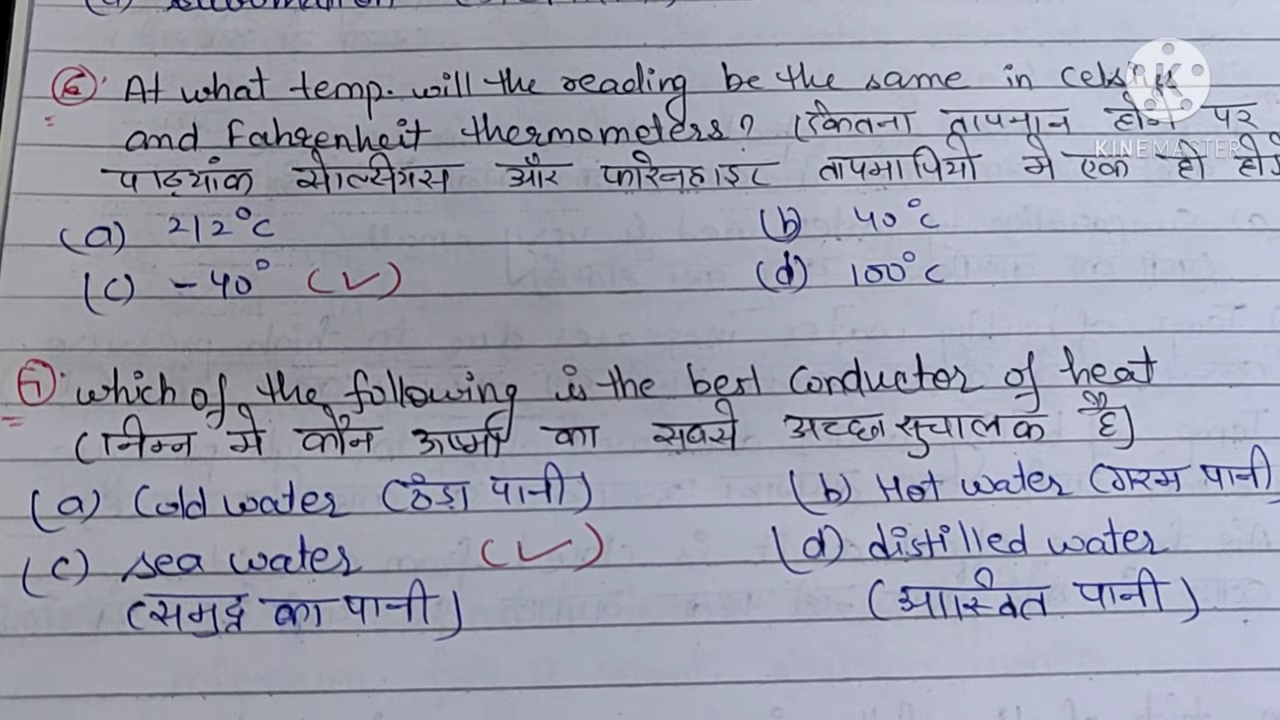 (6) At what temp. will the reading be the same in
and Fahrenheit thermometers? (कितना तापमान होने पर
पाठ्यांक सेल्सीयस और फारेनहाइट तापमापियो मे एक ही
(a) 212°c (b) 40°c
(c) -40° (✓) (d) 100°c
(7) which of the following is the best conductor of heat
(निम्न मे कौन ऊष्मा का सबसे अच्छा सुचालक है)
(a) Cold water (ठंडा पानी) (b) Hot water (गरम पानी
(c) sea water (✓) (d) distilled water
(समुद्र का पानी) (आस्वित पानी)
K
KINEMASTER